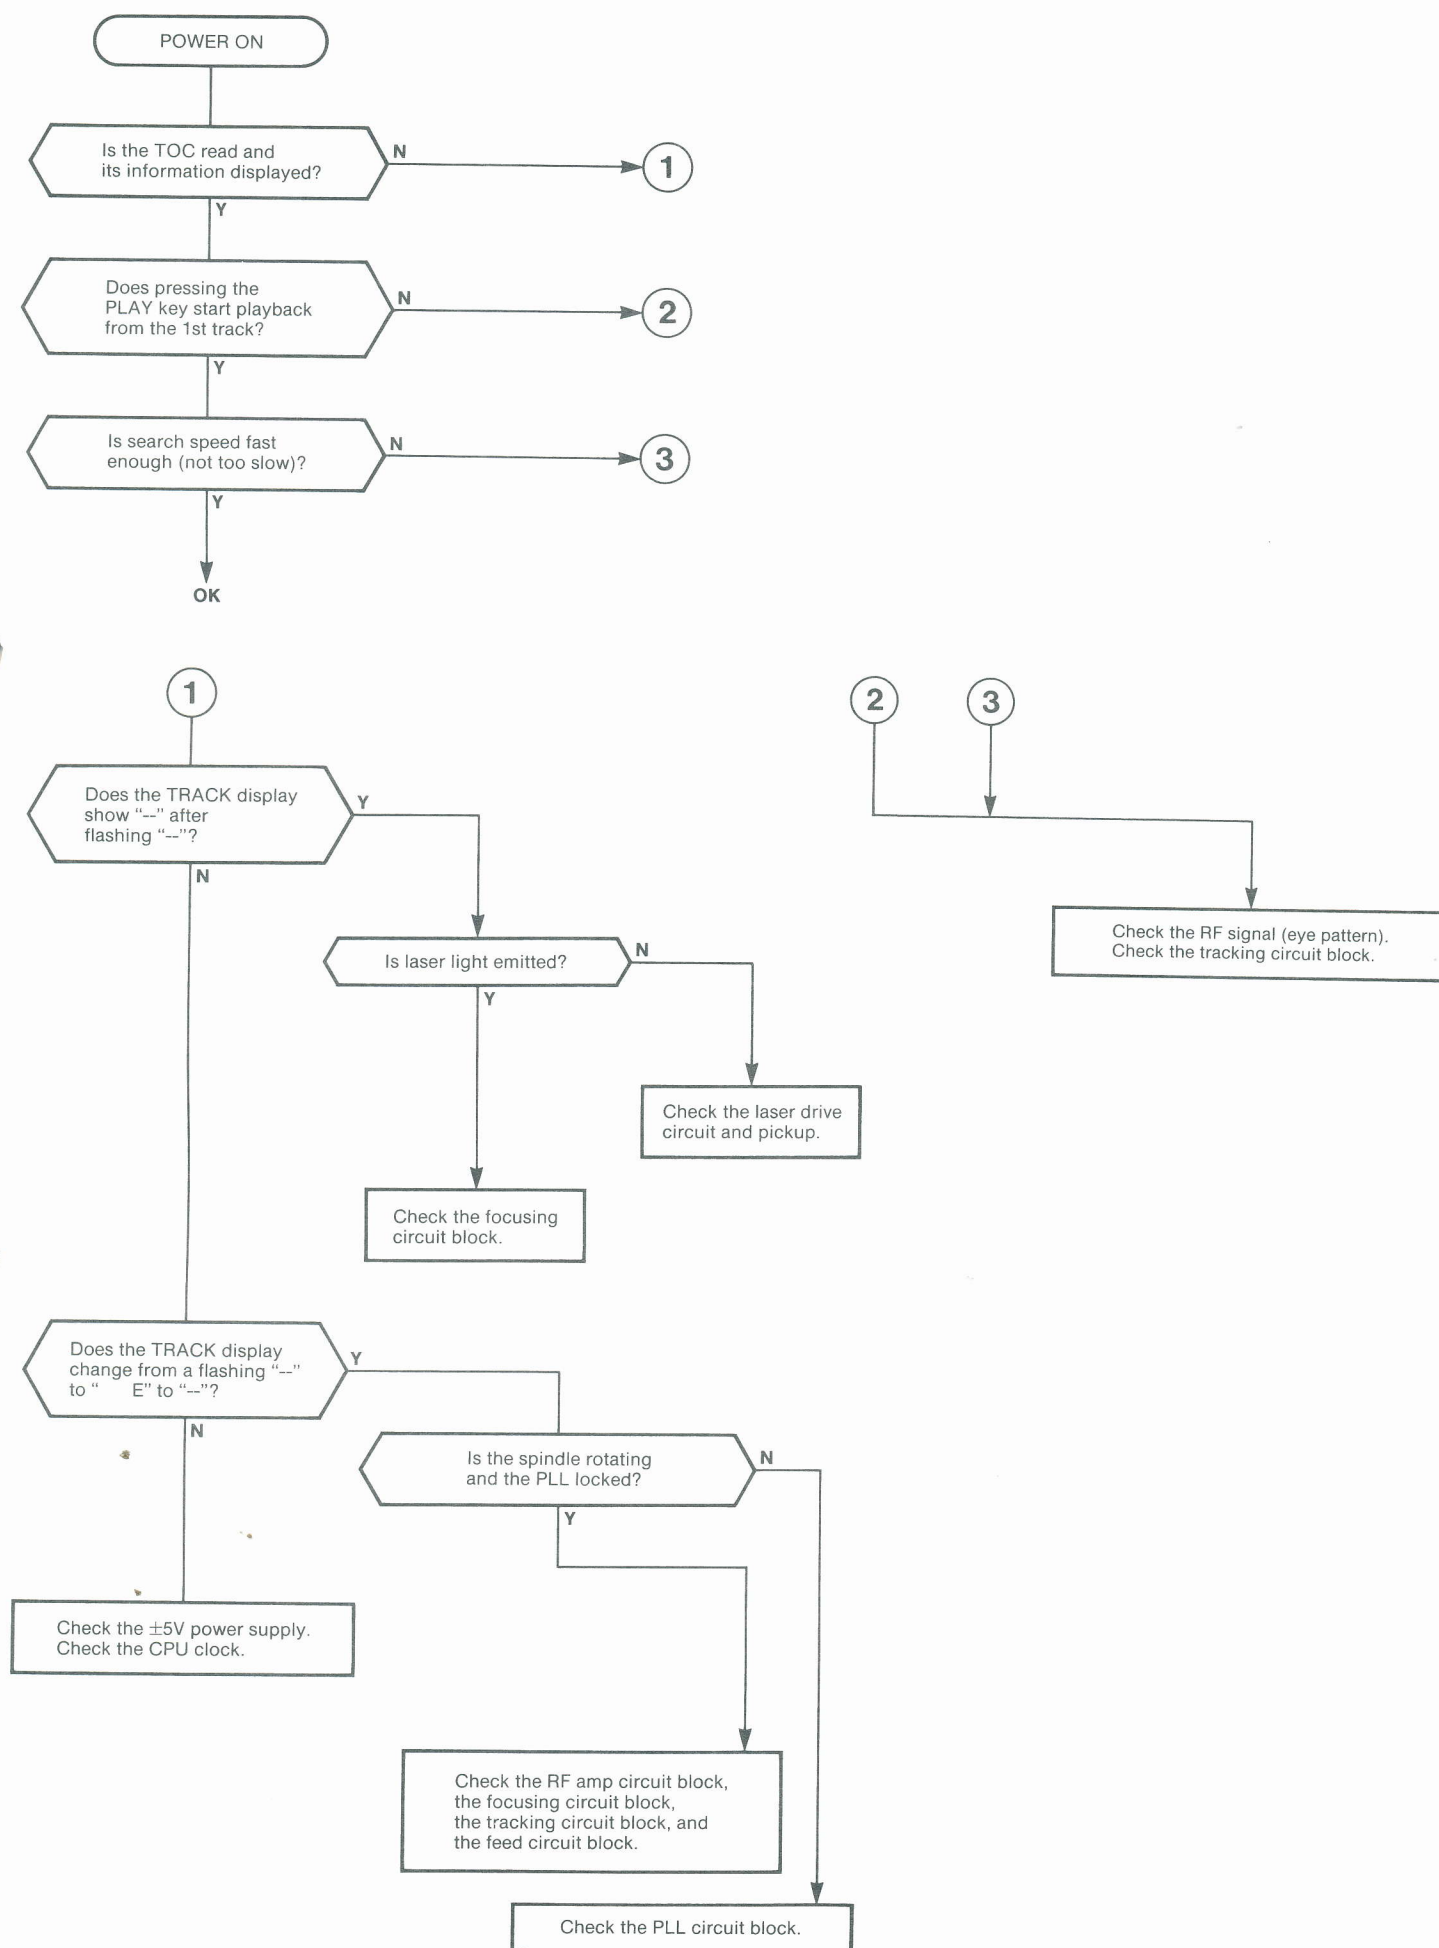 POWER ON
Is the TOC read and
its information displayed?
N
1
Y
Does pressing the
PLAY key start playback
from the 1st track?
N
2
Y
Is search speed fast
enough (not too slow)?
N
3
Y
OK
1
Does the TRACK display
show “--” after
flashing “--”?
Y
N
Is laser light emitted?
N
Y
Check the laser drive
circuit and pickup.
Check the focusing
circuit block.
Does the TRACK display
change from a flashing “--”
to “ E” to “--”?
Y
N
Is the spindle rotating
and the PLL locked?
N
Y
Check the ±5V power supply.
Check the CPU clock.
Check the RF amp circuit block,
the focusing circuit block,
the tracking circuit block, and
the feed circuit block.
Check the PLL circuit block.
2
3
Check the RF signal (eye pattern).
Check the tracking circuit block.